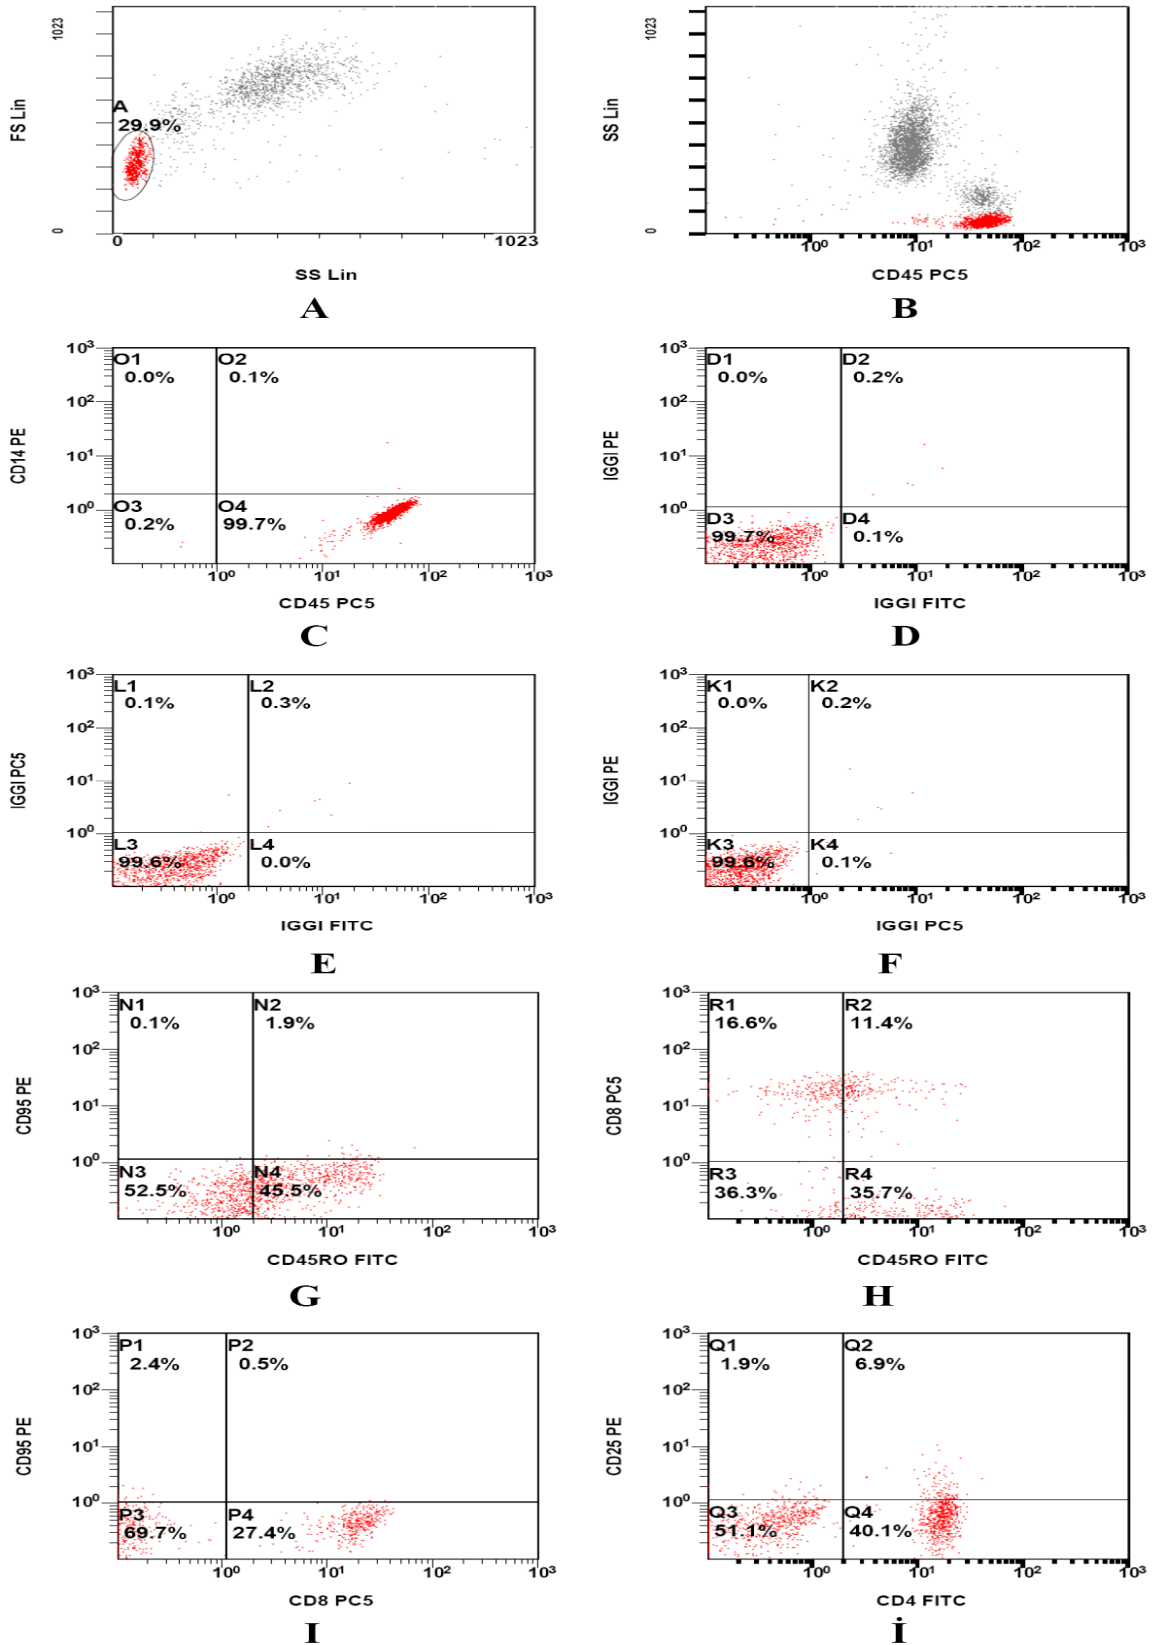 1023
FS Lin
A
29.9%
0
0
1023
SS Lin
A
1023
SS Lin
0
10⁰
10¹
10²
10³
CD45 PC5
B
10³
O1
0.0%
O2
0.1%
10²
CD14 PE
10¹
10⁰
O3
0.2%
O4
99.7%
10⁰
10¹
10²
10³
CD45 PC5
C
10³
D1
0.0%
D2
0.2%
10²
IGGI PE
10¹
10⁰
D3
99.7%
D4
0.1%
10⁰
10¹
10²
10³
IGGI FITC
D
10³
L1
0.1%
L2
0.3%
10²
IGGI PC5
10¹
10⁰
L3
99.6%
L4
0.0%
10⁰
10¹
10²
10³
IGGI FITC
E
10³
K1
0.0%
K2
0.2%
10²
IGGI PE
10¹
10⁰
K3
99.6%
K4
0.1%
10⁰
10¹
10²
10³
IGGI PC5
F
10³
N1
0.1%
N2
1.9%
10²
CD95 PE
10¹
10⁰
N3
52.5%
N4
45.5%
10⁰
10¹
10²
10³
CD45RO FITC
G
10³
R1
16.6%
R2
11.4%
10²
CD8 PC5
10¹
10⁰
R3
36.3%
R4
35.7%
10⁰
10¹
10²
10³
CD45RO FITC
H
10³
P1
2.4%
P2
0.5%
10²
CD95 PE
10¹
10⁰
P3
69.7%
P4
27.4%
10⁰
10¹
10²
10³
CD8 PC5
I
10³
Q1
1.9%
Q2
6.9%
10²
CD25 PE
10¹
10⁰
Q3
51.1%
Q4
40.1%
10⁰
10¹
10²
10³
CD4 FITC
İ